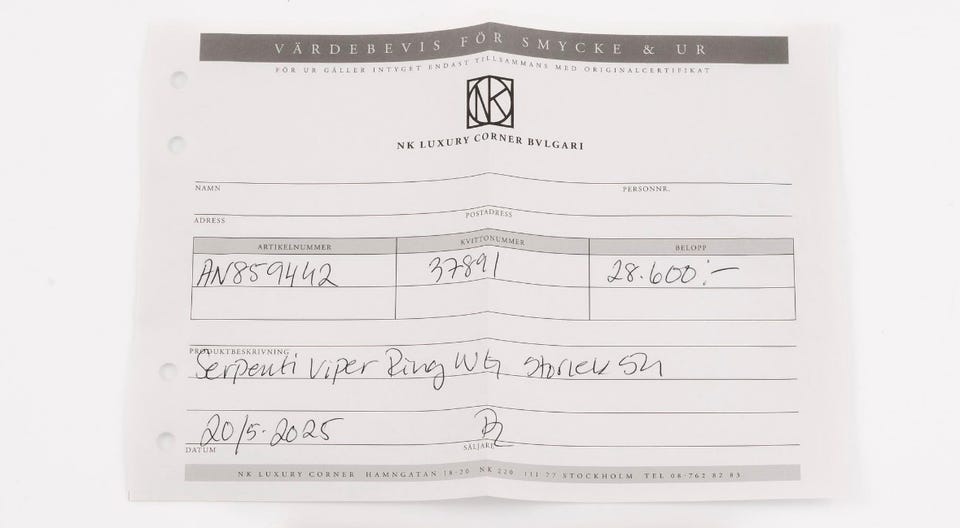 VÄRDEBEVIS FÖR SMYCKE & UR
FÖR UR GÄLLER INTYGET ENDAST TILLSAMMANS MED ORIGINALCERTIFIKAT
NK
NK LUXURY CORNER BVLGARI
NAMN PERSONNR.
ADRESS POSTADRESS
ARTIKELNUMMER KVITTONUMMER BELOPP
AN859442 37891 28.600:-
PRODUKTBESKRIVNING
Serpenti Viper Ring WG Storlek 54
20/5-2025
DATUM SÄLJARE
NK LUXURY CORNER HAMNGATAN 18-20 NK 220 111 77 STOCKHOLM TEL 08-762 82 83